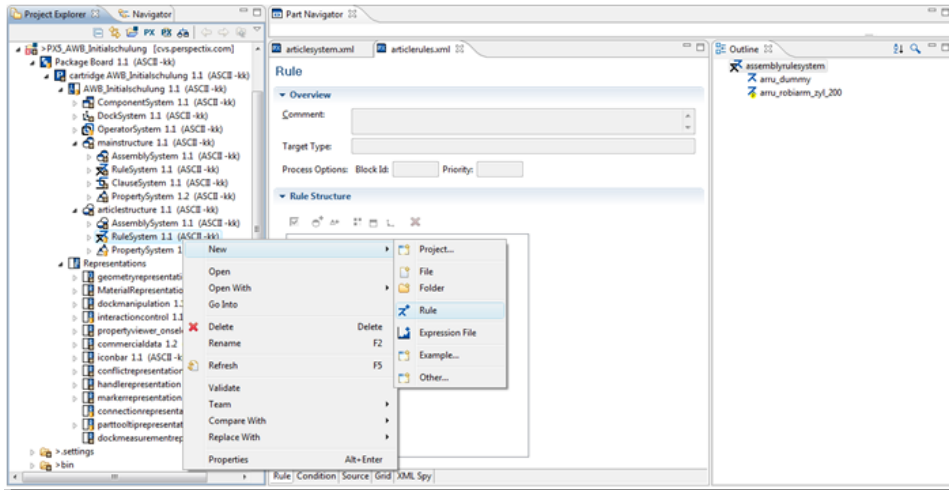 Project Explorer
Navigator
>PX5_AWB_Initialschulung [cvs.perspectix.com]
Package Board 1.1 (ASCII -kk)
cartridge AWB_Initialschulung 1.1 (ASCII -kk)
AWB_Initialschulung 1.1 (ASCII -kk)
ComponentSystem 1.1 (ASCII -kk)
DockSystem 1.1 (ASCII -kk)
OperatorSystem 1.1 (ASCII -kk)
mainstructure 1.1 (ASCII -kk)
AssemblySystem 1.1 (ASCII -kk)
RuleSystem 1.1 (ASCII -kk)
ClauseSystem 1.1 (ASCII -kk)
PropertySystem 1.2 (ASCII -kk)
articlestructure 1.1 (ASCII -kk)
AssemblySystem 1.1 (ASCII -kk)
RuleSystem 1.1 (ASCII -kk)
PropertySystem 1
Representations
geometryrepresentati
MaterialRepresentatio
dockmanipulation 1.
interactioncontrol 1.1
propertyviewer_onsel
commercialdata 1.2
iconbar 1.1 (ASCII -k
conflictrepresentation
handlerepresentation
markerrepresentation
connectionrepresenta
parttooltiprepresentat
dockmeasurementrep
>.settings
>bin
New
Open
Open With
Go Into
Delete Delete
Rename F2
Refresh F5
Validate
Team
Compare With
Replace With
Properties Alt+Enter
Project...
File
Folder
Rule
Expression File
Example...
Other...
Part Navigator
articlesystem.xml
articlerules.xml
Rule
Overview
Comment:
Target Type:
Process Options: Block Id: Priority:
Rule Structure
Rule Condition Source Grid XML Spy
Outline
assemblyrulesystem
arru_dummy
arru_robiarm_zyl_200